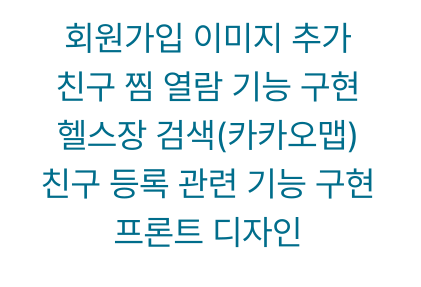 회원가입 이미지 추가
친구 찜 열람 기능 구현
헬스장 검색(카카오맵)
친구 등록 관련 기능 구현
프론트 디자인